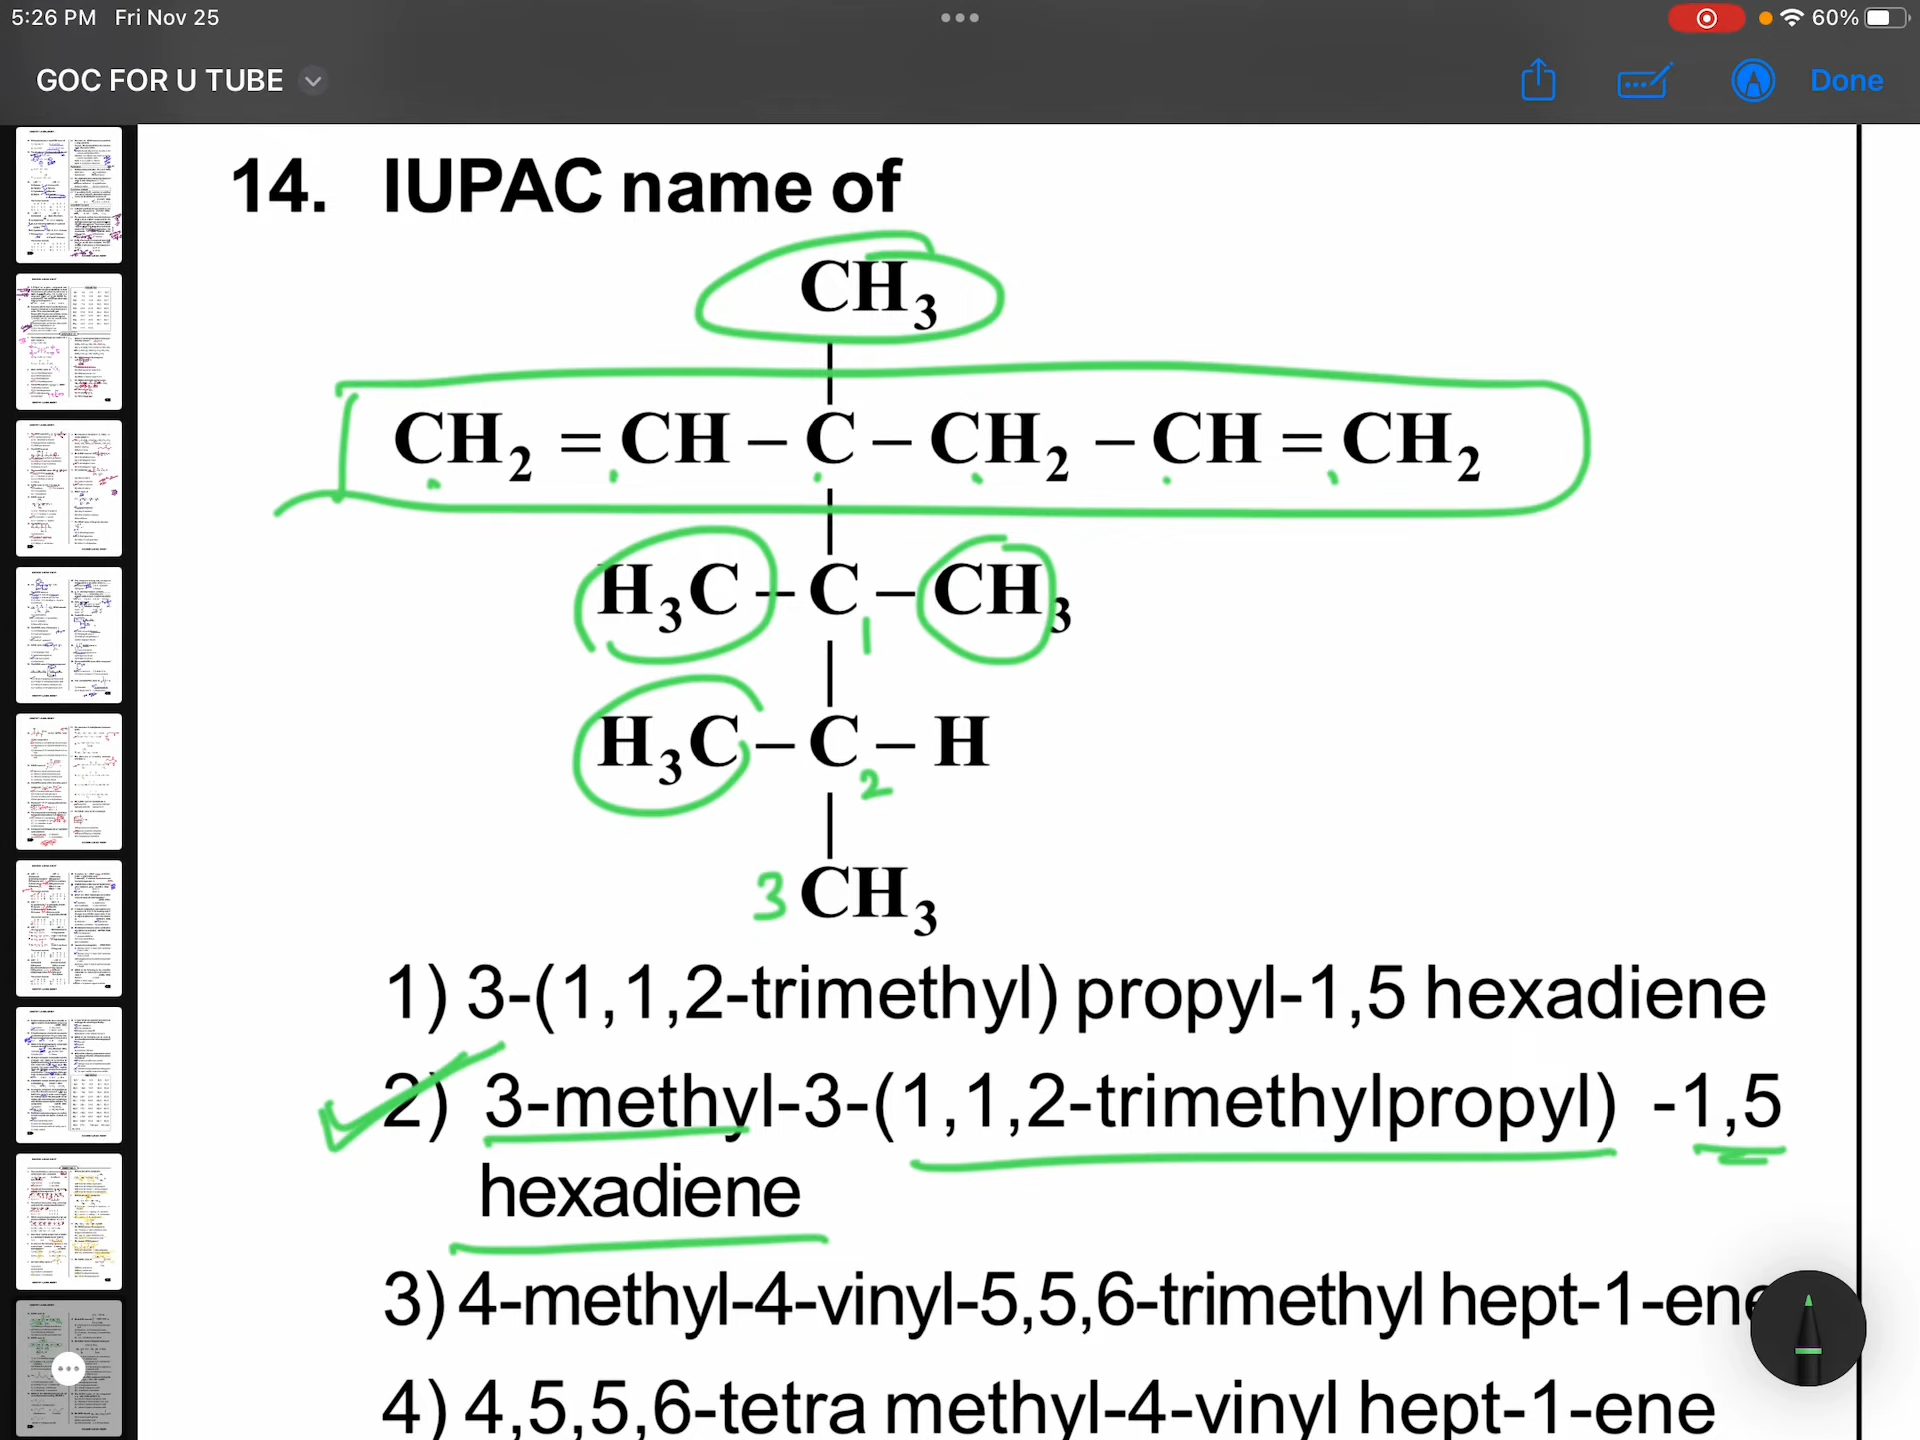 5:26 PM Fri Nov 25
60%
GOC FOR U TUBE
Done
14. IUPAC name of
CH3
CH2 = CH – C – CH2 – CH = CH2
H3C – C – CH3
1
H3C – C – H
2
3 CH3
1) 3-(1,1,2-trimethyl) propyl-1,5 hexadiene
2) 3-methyl-3-(1,1,2-trimethylpropyl) -1,5
hexadiene
3) 4-methyl-4-vinyl-5,5,6-trimethyl hept-1-ene
4) 4,5,5,6-tetra methyl-4-vinyl hept-1-ene